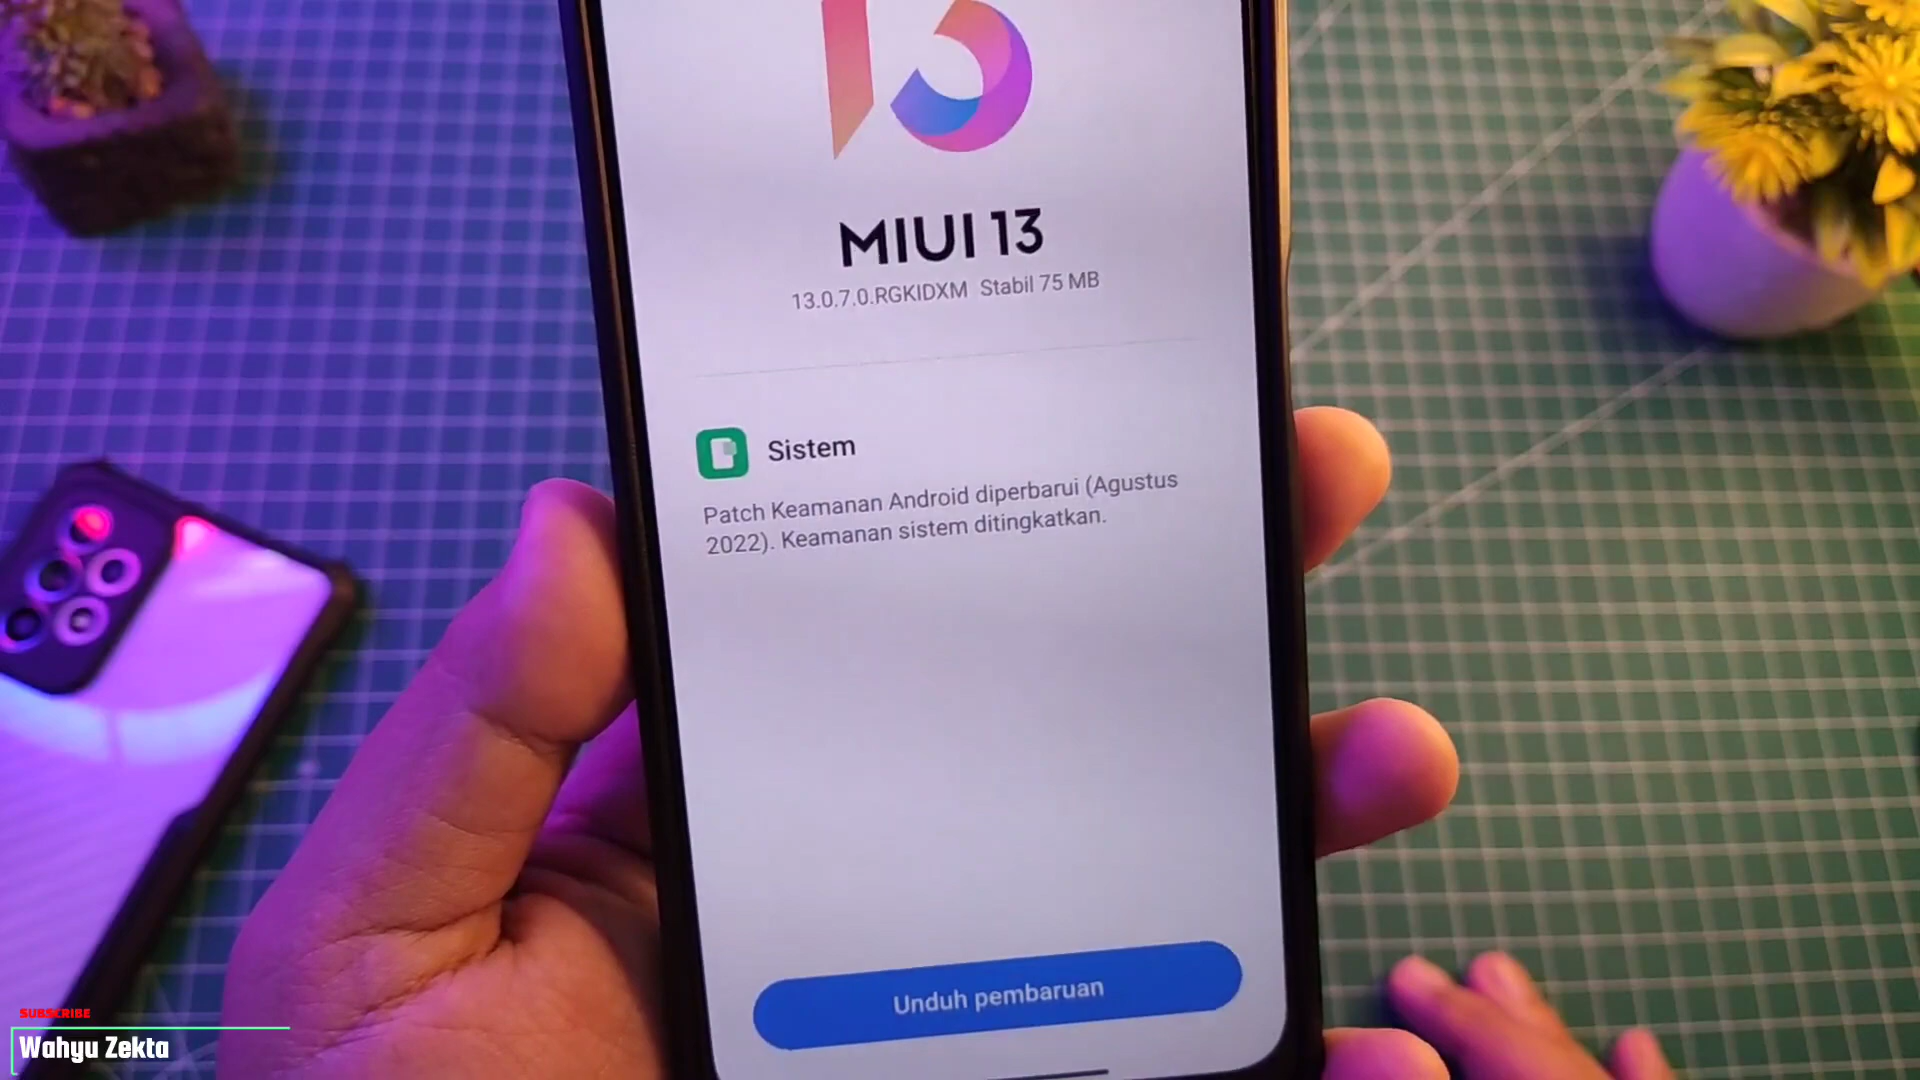 13
MIUI 13
13.0.7.0.RGKIDXM Stabil 75 MB
Sistem
Patch Keamanan Android diperbarui (Agustus
2022). Keamanan sistem ditingkatkan.
Unduh pembaruan
SUBSCRIBE
Wahyu Zekta